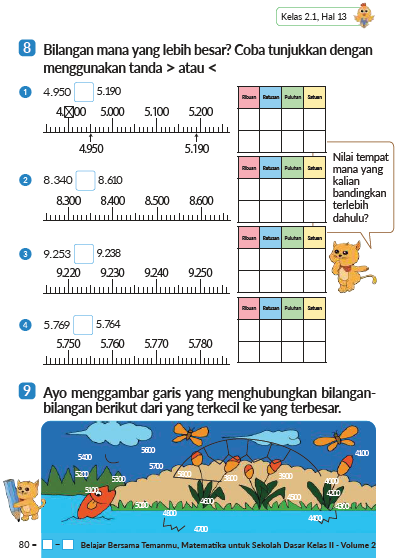 Kelas 2.1, Hal 13
8 Bilangan mana yang lebih besar? Coba tunjukkan dengan
menggunakan tanda > atau <
1 4.950 5.190
5.000 5.100 5.200
4.950 5.190
Ribuan Ratusan Puluhan Satuan
2 8.340 8.610
8.300 8.400 8.500 8.600
Ribuan Ratusan Puluhan Satuan
Nilai tempat
mana yang
kalian
bandingkan
terlebih
dahulu?
3 9.253 9.238
9.220 9.230 9.240 9.250
Ribuan Ratusan Puluhan Satuan
4 5.769 5.764
5.750 5.760 5.770 5.780
Ribuan Ratusan Puluhan Satuan
9 Ayo menggambar garis yang menghubungkan bilangan-
bilangan berikut dari yang terkecil ke yang terbesar.
5600
4100
5400
5700
5200
5300
3900
4000
5100
4200
4500
4600
5000
4300
4800
4400
4700
80 = – Belajar Bersama Temanmu, Matematika untuk Sekolah Dasar Kelas II - Volume 2